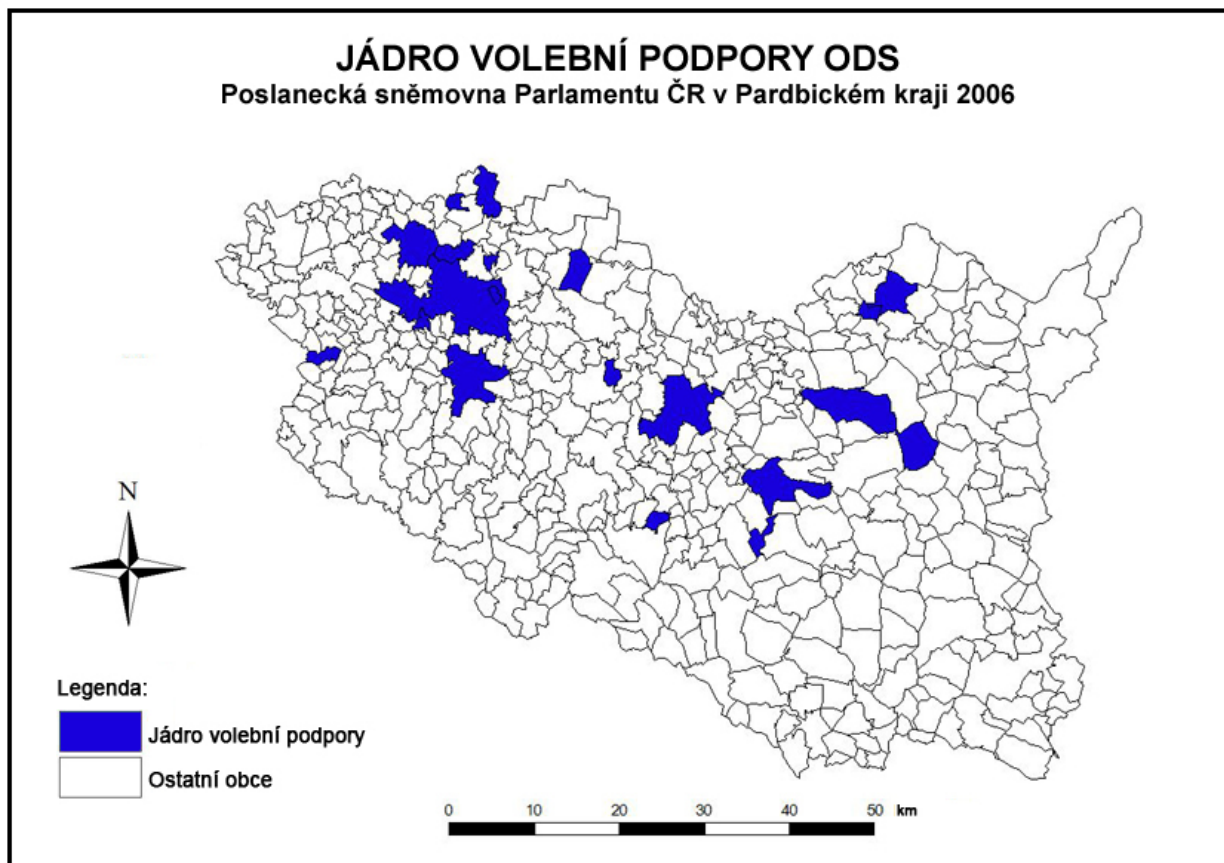 JÁDRO VOLEBNÍ PODPORY ODS
Poslanecká sněmovna Parlamentu ČR v Pardbickém kraji 2006
N
Legenda:
Jádro volební podpory
Ostatní obce
0 10 20 30 40 50 km